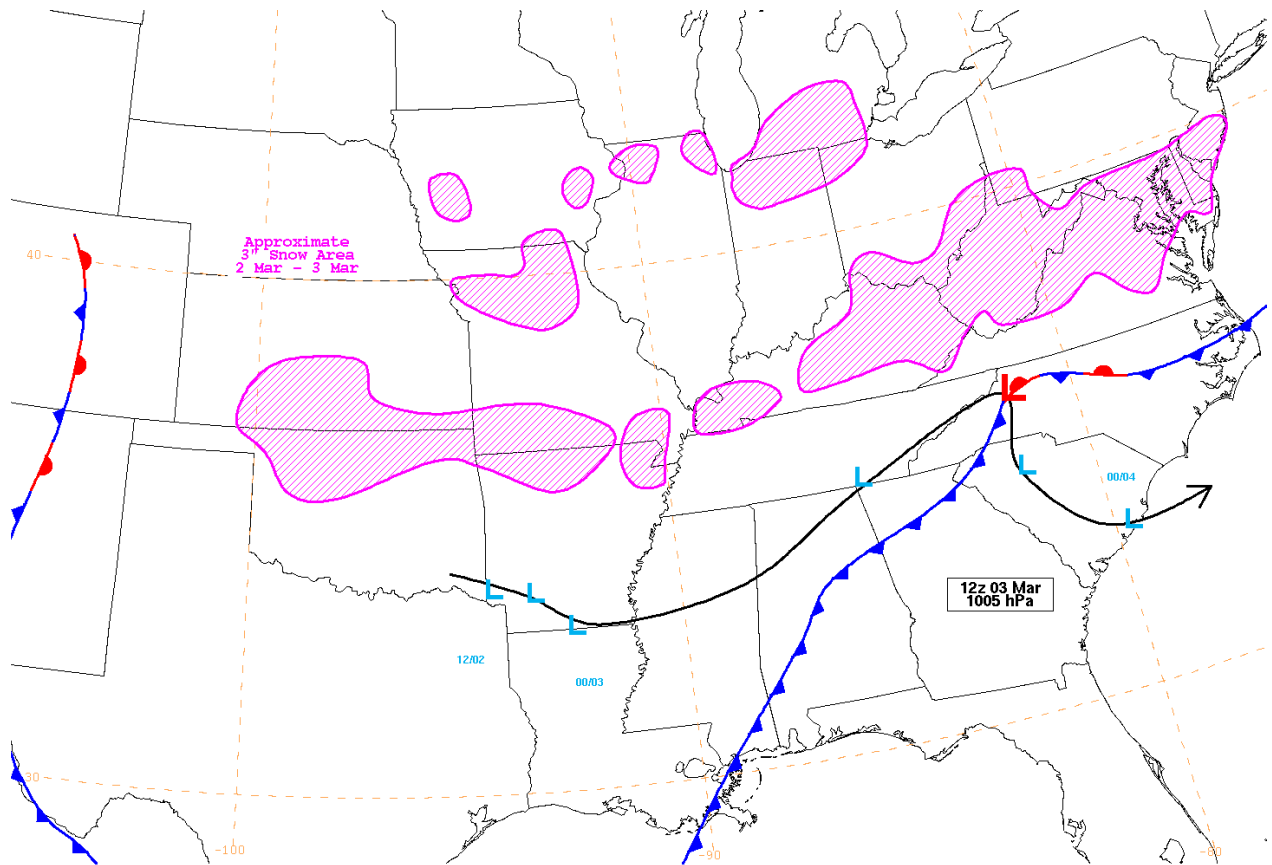 Approximate
3" Snow Area
2 Mar - 3 Mar
40
L
L
00/04
L
L
12z 03 Mar
1005 hPa
L
L
L
12/02
00/03
30
-100
-90
-80